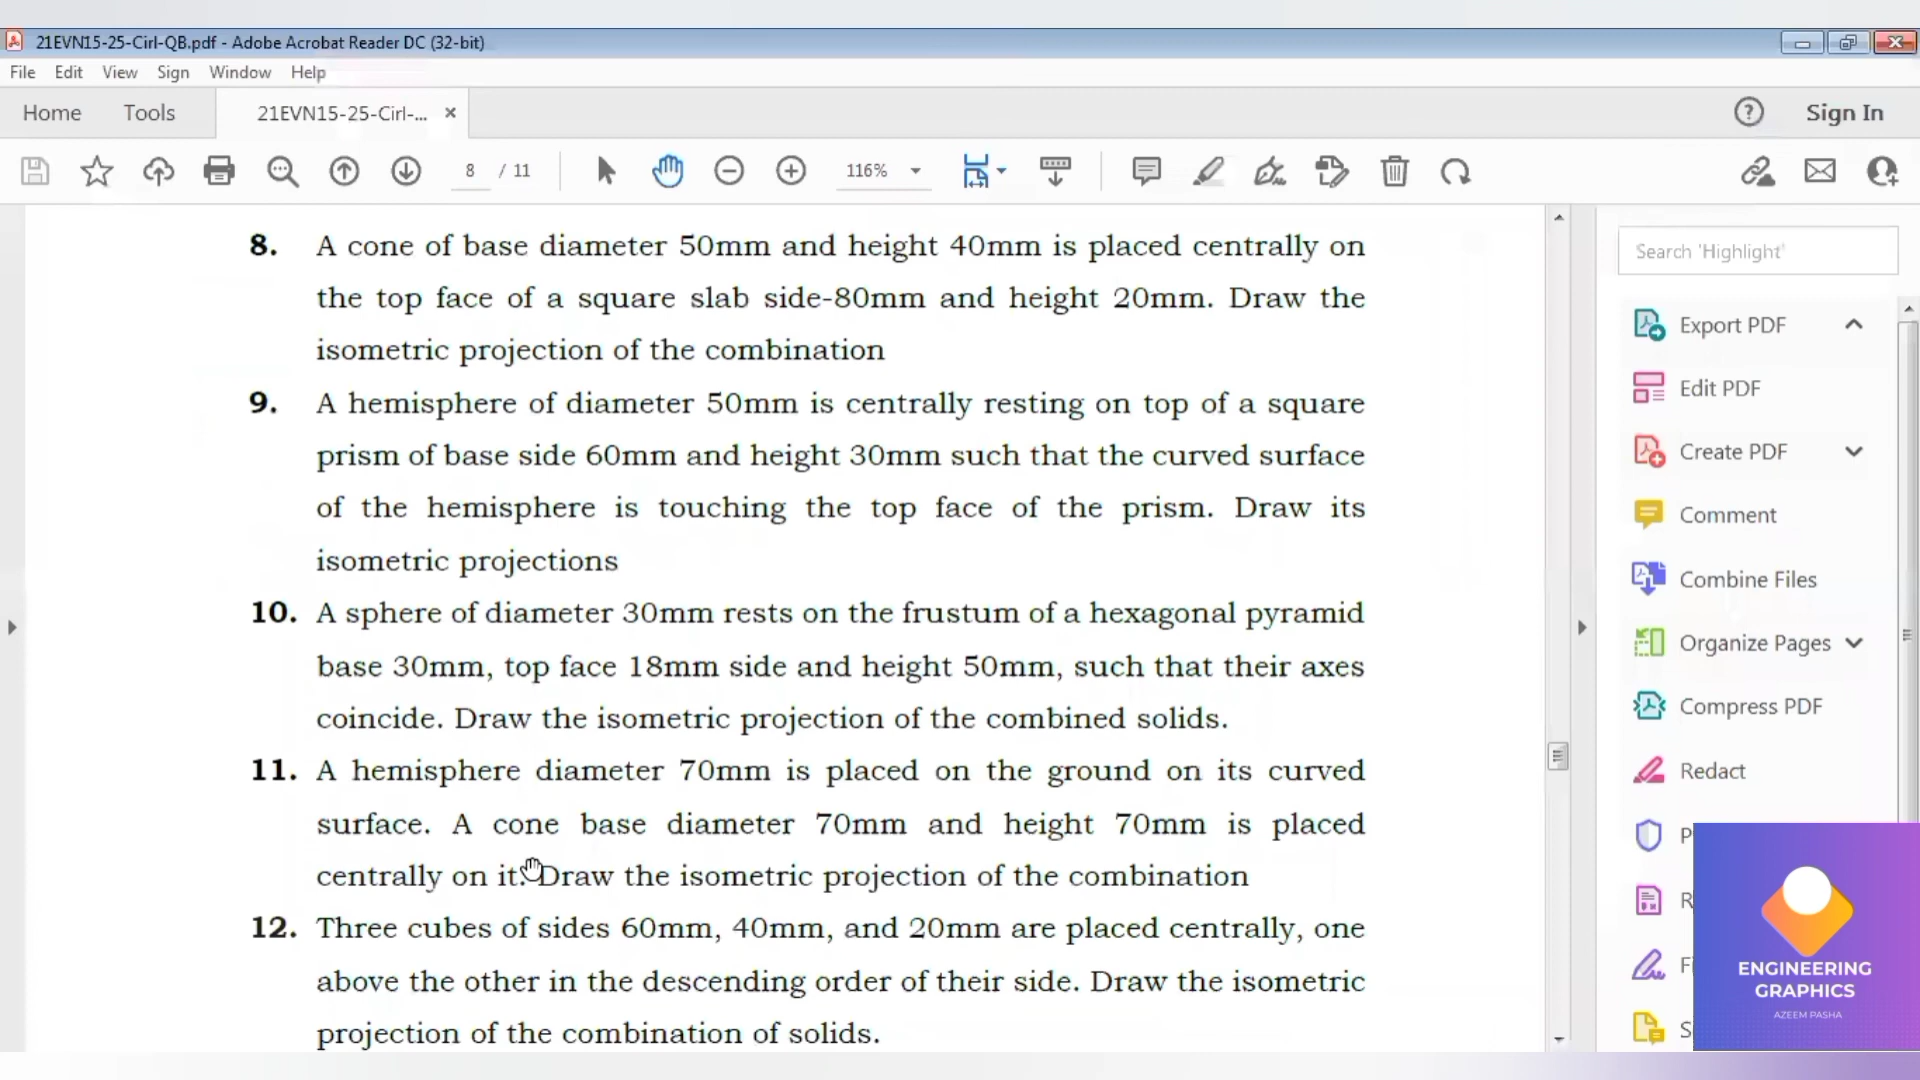 21EVN15-25-Cirl-QB.pdf - Adobe Acrobat Reader DC (32-bit)
File Edit View Sign Window Help
Home Tools 21EVN15-25-Cirl-... × Sign In
8 / 11 116%
8. A cone of base diameter 50mm and height 40mm is placed centrally on
the top face of a square slab side-80mm and height 20mm. Draw the
isometric projection of the combination
9. A hemisphere of diameter 50mm is centrally resting on top of a square
prism of base side 60mm and height 30mm such that the curved surface
of the hemisphere is touching the top face of the prism. Draw its
isometric projections
10. A sphere of diameter 30mm rests on the frustum of a hexagonal pyramid
base 30mm, top face 18mm side and height 50mm, such that their axes
coincide. Draw the isometric projection of the combined solids.
11. A hemisphere diameter 70mm is placed on the ground on its curved
surface. A cone base diameter 70mm and height 70mm is placed
centrally on it. Draw the isometric projection of the combination
12. Three cubes of sides 60mm, 40mm, and 20mm are placed centrally, one
above the other in the descending order of their side. Draw the isometric
projection of the combination of solids.
Search 'Highlight'
Export PDF
Edit PDF
Create PDF
Comment
Combine Files
Organize Pages
Compress PDF
Redact
P
R
F
S
ENGINEERING
GRAPHICS
AZEEM PASHA